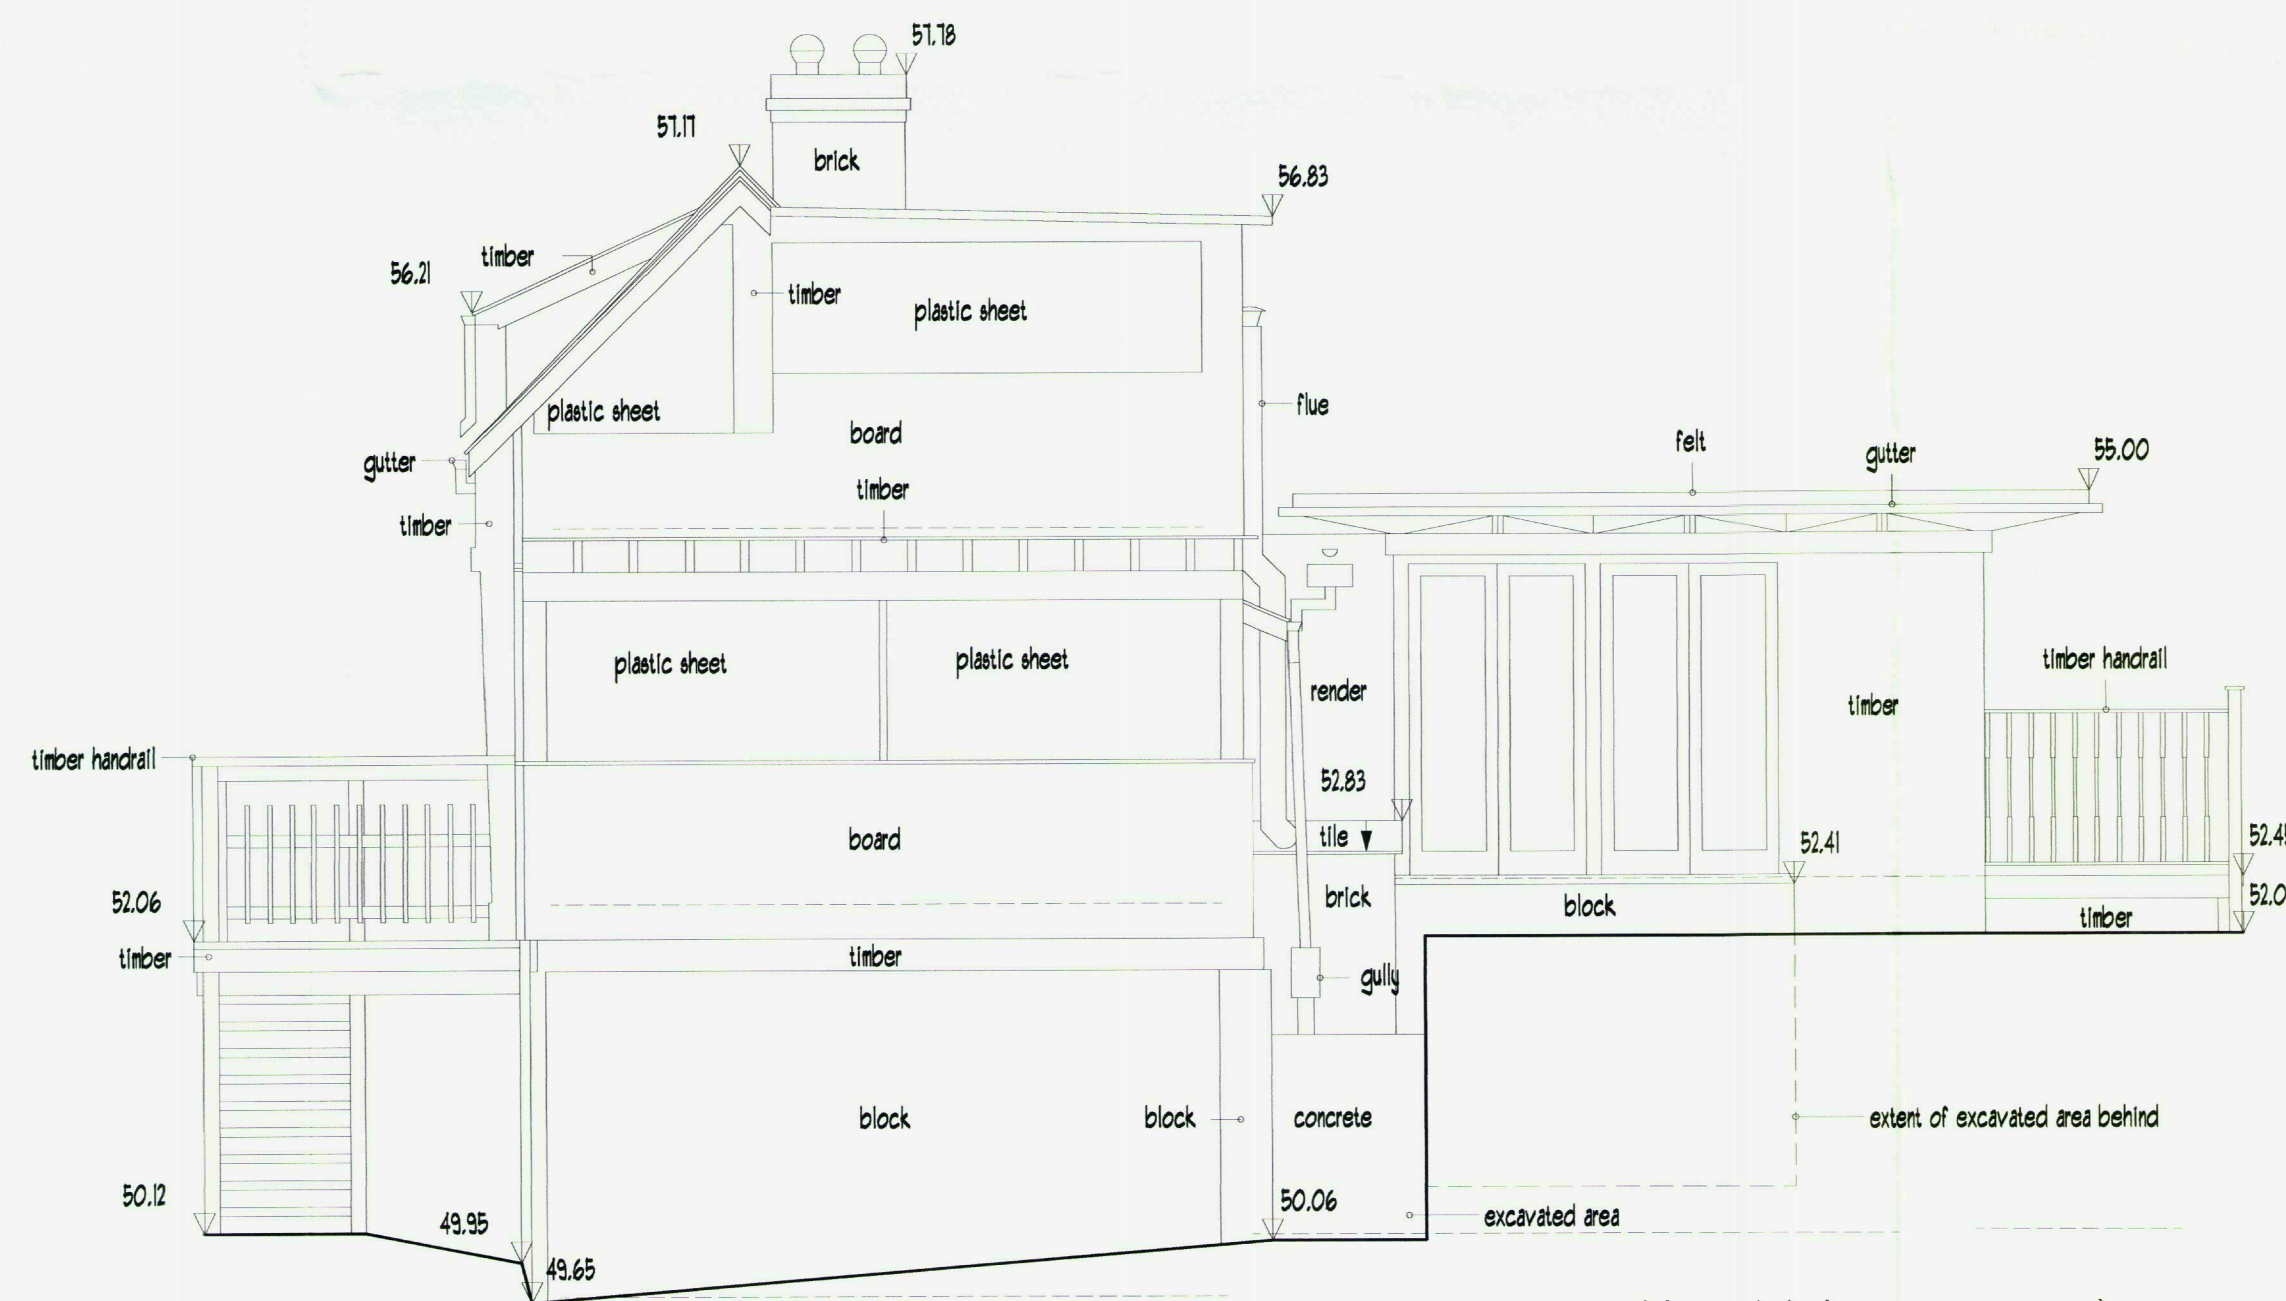 57.78
57.17
brick
56.83
timber
56.21
timber
plastic sheet
plastic sheet
flue
board
felt
gutter
55.00
gutter
timber
timber
plastic sheet
plastic sheet
render
timber handrail
timber
timber handrail
52.83
tile
board
52.41
52.06
brick
block
timber
timber
timber
gully
block
block
concrete
extent of excavated area behind
50.12
49.95
50.06
excavated area
49.65